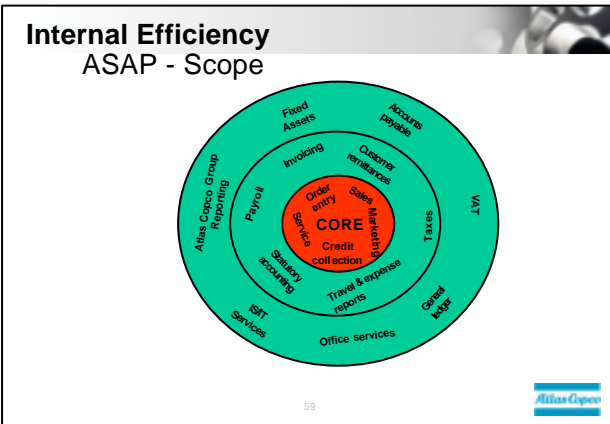 Internal Efficiency
ASAP - Scope
Fixed
Assets
Accounts
payable
Atlas Copco Group
Reporting
VAT
Invoicing
Customer
remittances
Payroll
Taxes
Order
entry
Sales
Service
CORE
Marketing
Credit
collection
Statutory
accounting
Travel & expense
reports
General
ledger
IS/IT
Services
Office services
59
Atlas Copco